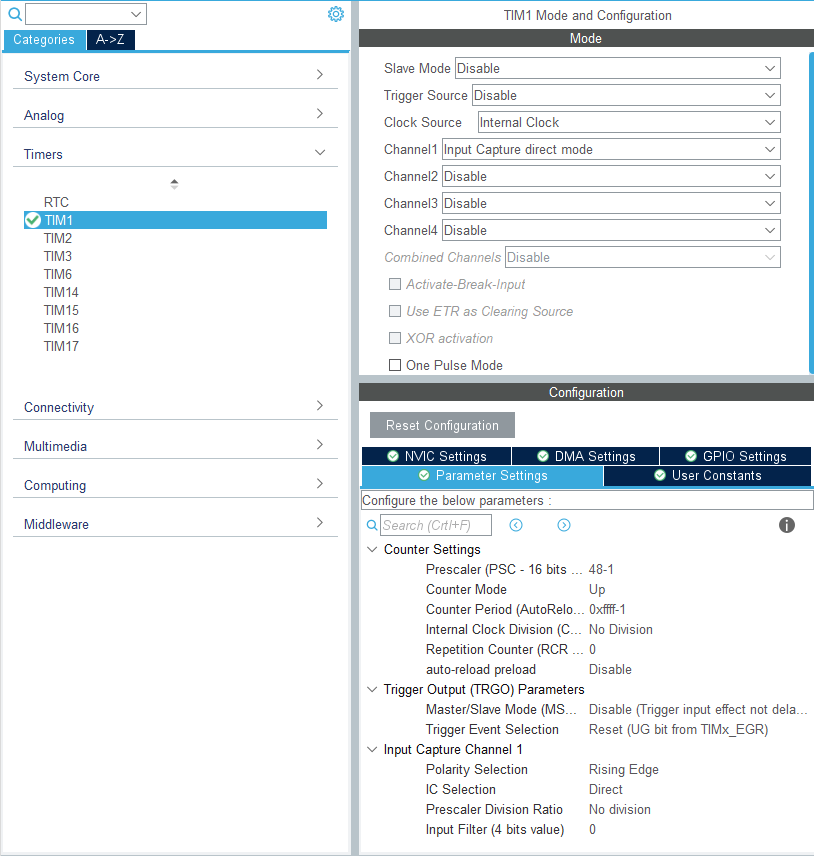 Categories A->Z
System Core
Analog
Timers
RTC
TIM1
TIM2
TIM3
TIM6
TIM14
TIM15
TIM16
TIM17
Connectivity
Multimedia
Computing
Middleware
TIM1 Mode and Configuration
Mode
Slave Mode Disable
Trigger Source Disable
Clock Source Internal Clock
Channel1 Input Capture direct mode
Channel2 Disable
Channel3 Disable
Channel4 Disable
Combined Channels Disable
Activate-Break-Input
Use ETR as Clearing Source
XOR activation
One Pulse Mode
Configuration
Reset Configuration
NVIC Settings DMA Settings GPIO Settings
Parameter Settings User Constants
Configure the below parameters :
Search (Crtl+F)
Counter Settings
Prescaler (PSC - 16 bits ... 48-1
Counter Mode Up
Counter Period (AutoRelo... 0xffff-1
Internal Clock Division (C... No Division
Repetition Counter (RCR ... 0
auto-reload preload Disable
Trigger Output (TRGO) Parameters
Master/Slave Mode (MS... Disable (Trigger input effect not dela...
Trigger Event Selection Reset (UG bit from TIMx_EGR)
Input Capture Channel 1
Polarity Selection Rising Edge
IC Selection Direct
Prescaler Division Ratio No division
Input Filter (4 bits value) 0